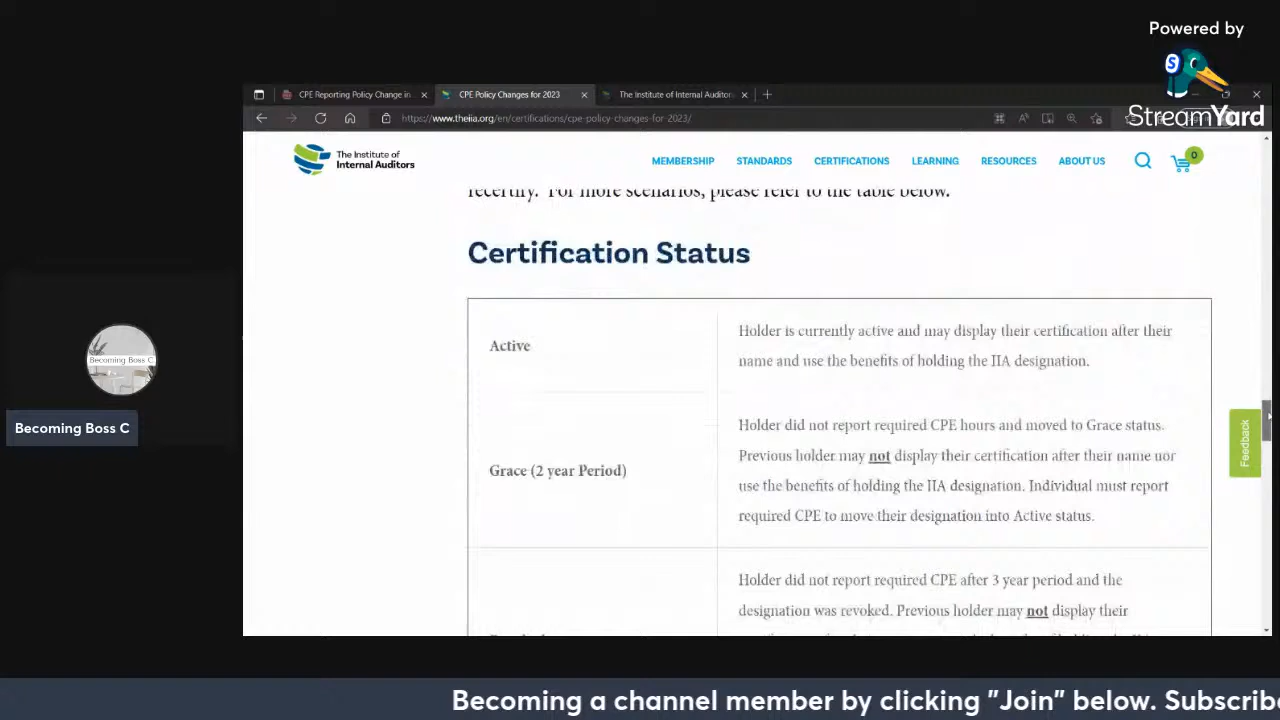 Powered by
StreamYard
CPE Reporting Policy Change in
CPE Policy Changes for 2023
The Institute of Internal Auditor
https://www.theiia.org/en/certifications/cpe-policy-changes-for-2023/
The Institute of
Internal Auditors
MEMBERSHIP STANDARDS CERTIFICATIONS LEARNING RESOURCES ABOUT US
0
recertify. For more scenarios, please refer to the table below.
Certification Status
Active
Holder is currently active and may display their certification after their
name and use the benefits of holding the IIA designation.
Grace (2 year Period)
Holder did not report required CPE hours and moved to Grace status.
Previous holder may not display their certification after their name nor
use the benefits of holding the IIA designation. Individual must report
required CPE to move their designation into Active status.
Holder did not report required CPE after 3 year period and the
designation was revoked. Previous holder may not display their
Feedback
Becoming Boss C
Becoming Boss C
Becoming a channel member by clicking "Join" below. Subscrib